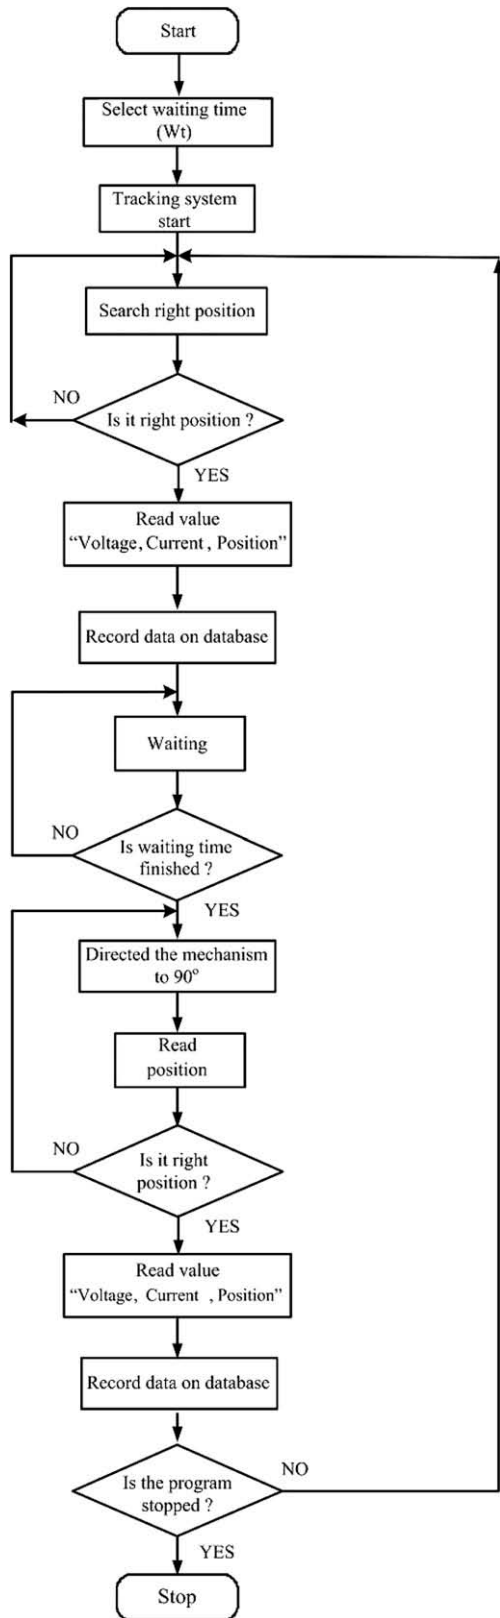 Start
Select waiting time
(Wt)
Tracking system
start
Search right position
NO
Is it right position ?
YES
Read value
“Voltage, Current , Position”
Record data on database
Waiting
NO
Is waiting time
finished ?
YES
Directed the mechanism
to 90°
Read
position
NO
Is it right
position ?
YES
Read value
“Voltage, Current , Position”
Record data on database
Is the program
stopped ?
NO
YES
Stop